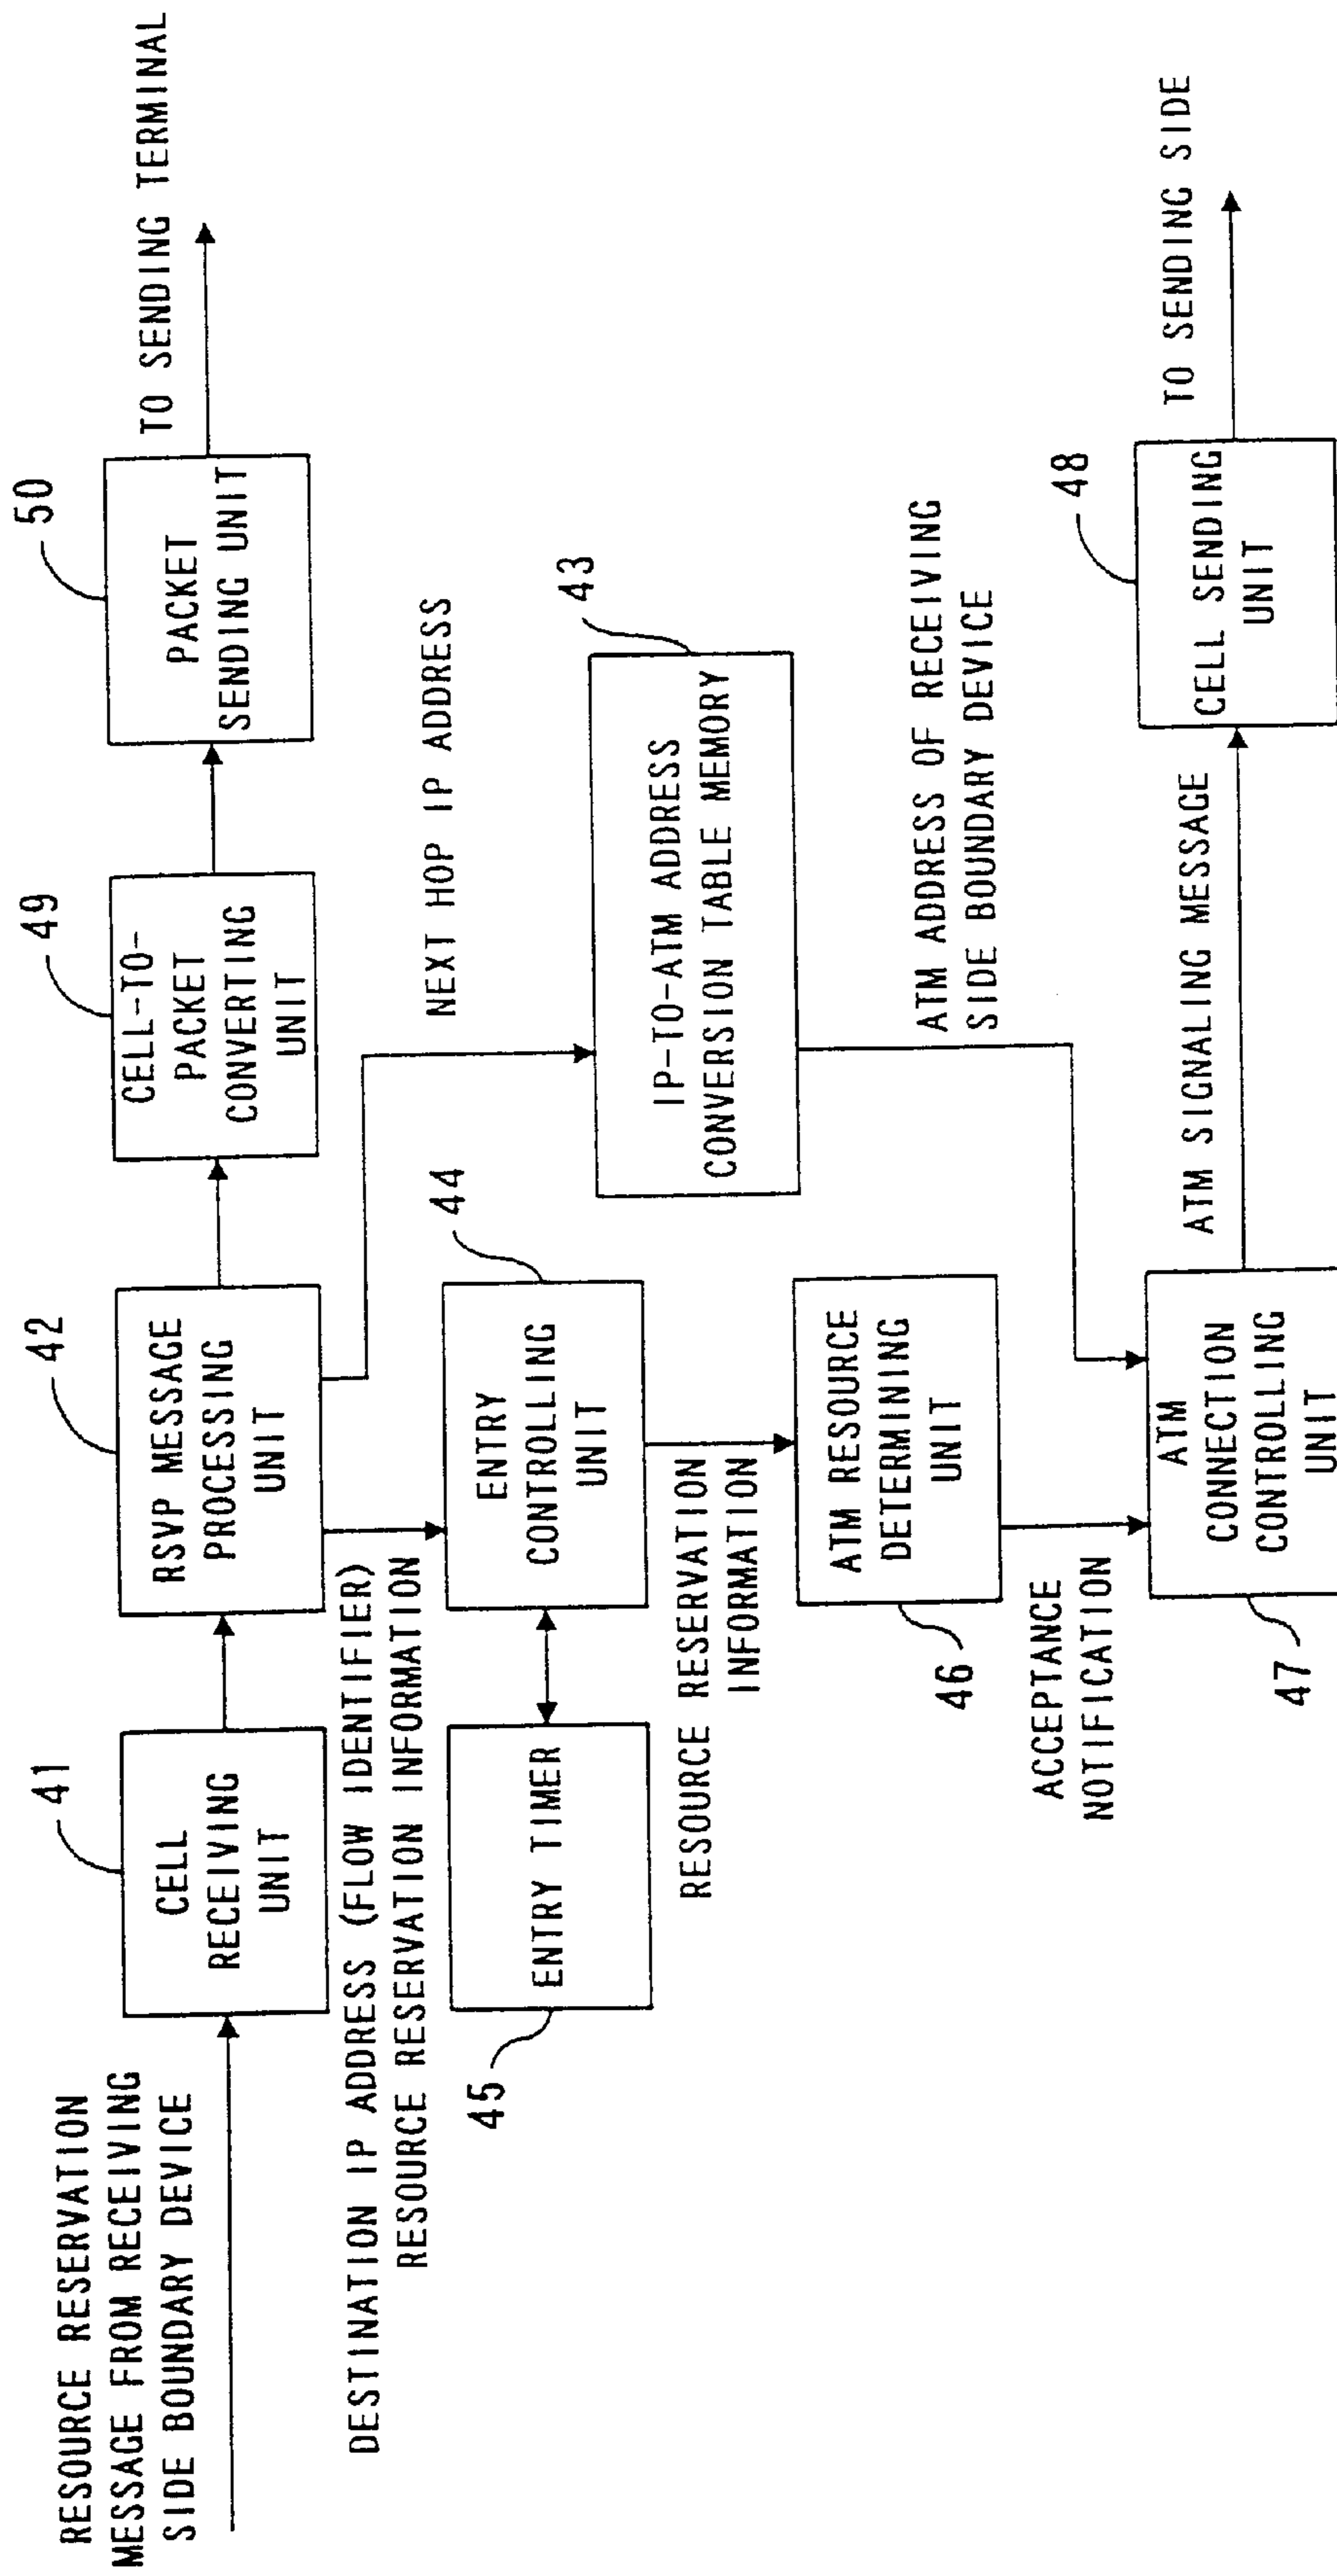 RESOURCE RESERVATION
MESSAGE FROM RECEIVING
SIDE BOUNDARY DEVICE
41
CELL
RECEIVING
UNIT
42
RSVP MESSAGE
PROCESSING
UNIT
49
CELL-TO-
PACKET
CONVERTING
UNIT
50
PACKET
SENDING UNIT
TO SENDING TERMINAL
DESTINATION IP ADDRESS (FLOW IDENTIFIER)
RESOURCE RESERVATION INFORMATION
NEXT HOP IP ADDRESS
45
ENTRY TIMER
44
ENTRY
CONTROLLING
UNIT
43
IP-TO-ATM ADDRESS
CONVERSION TABLE MEMORY
RESOURCE RESERVATION
INFORMATION
46
ATM RESOURCE
DETERMINING
UNIT
ATM ADDRESS OF RECEIVING
SIDE BOUNDARY DEVICE
ACCEPTANCE
NOTIFICATION
47
ATM
CONNECTION
CONTROLLING
UNIT
ATM SIGNALING MESSAGE
48
CELL SENDING
UNIT
TO SENDING SIDE